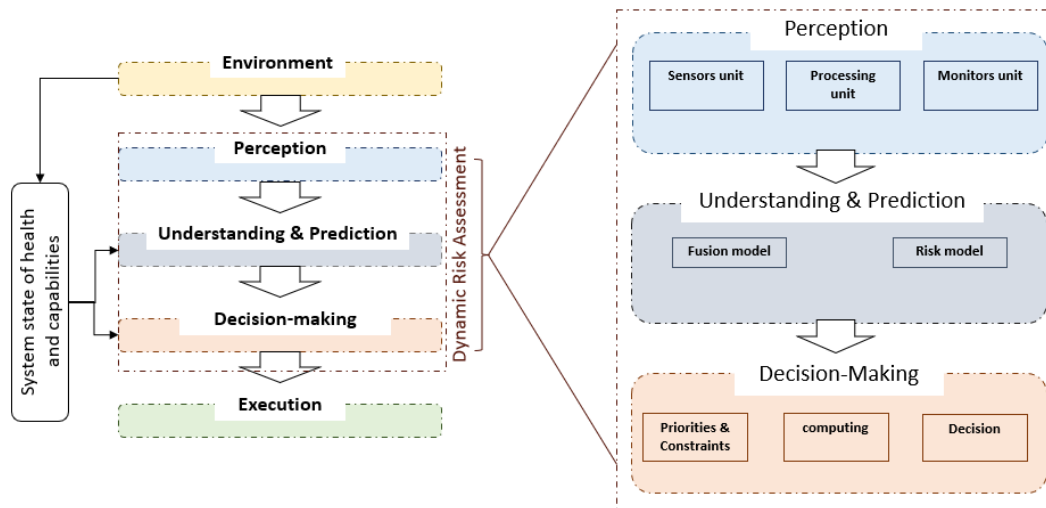 Environment
Perception
Understanding & Prediction
Decision-making
Execution
System state of health
and capabilities
Dynamic Risk Assessment
Perception
Sensors unit
Processing
unit
Monitors unit
Understanding & Prediction
Fusion model
Risk model
Decision-Making
Priorities &
Constraints
computing
Decision